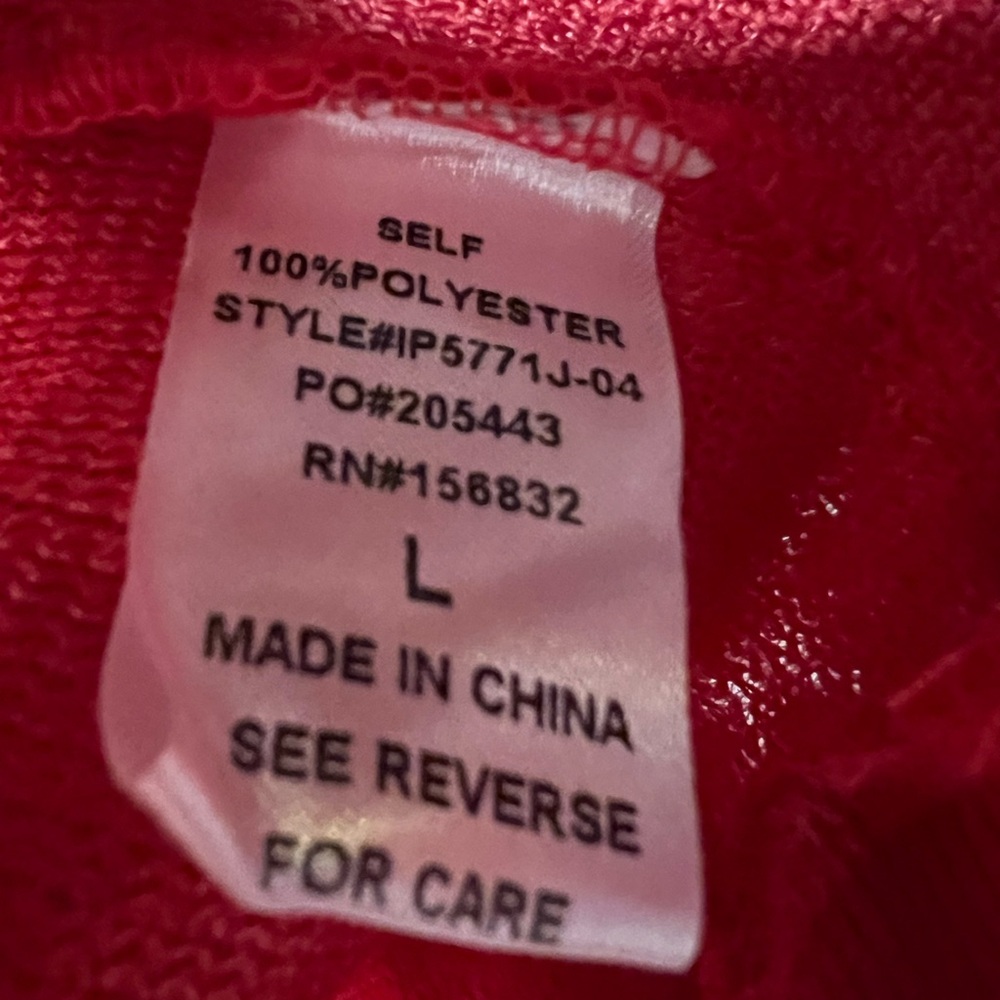 SELF
100%POLYESTER
STYLE#IP5771J-04
PO#205443
RN#156832
L
MADE IN CHINA
SEE REVERSE
FOR CARE